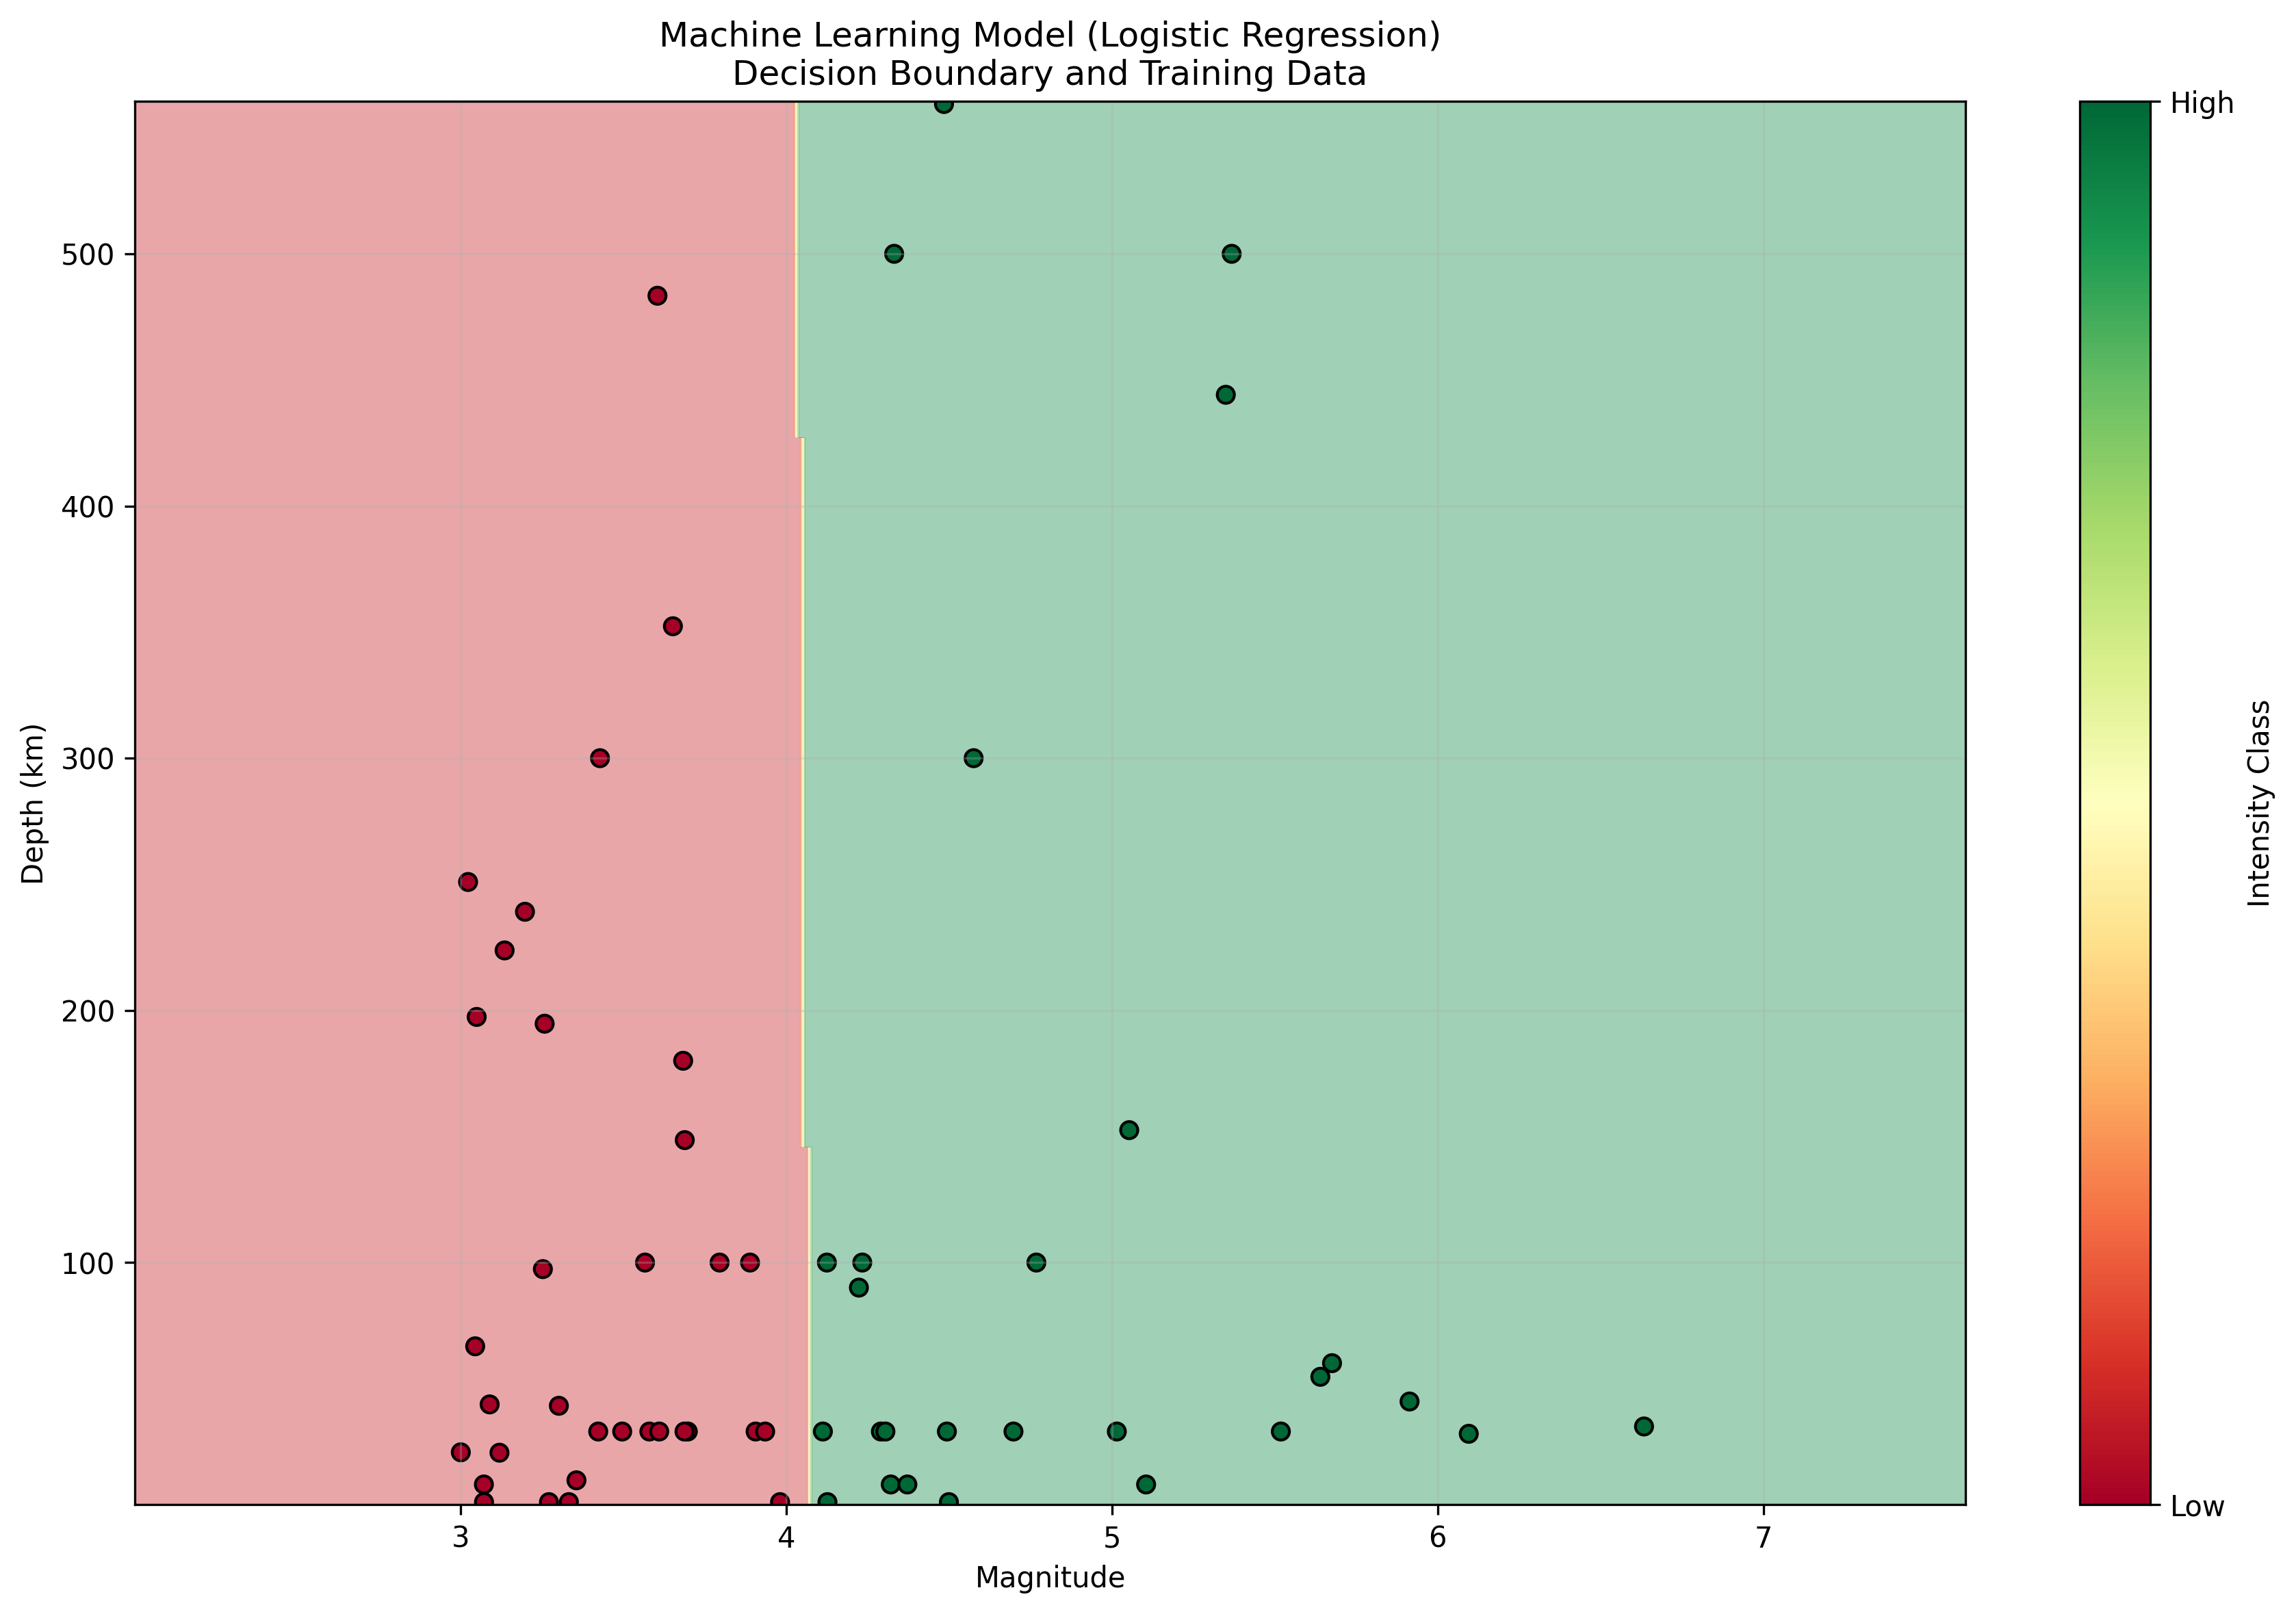 Machine Learning Model (Logistic Regression)
Decision Boundary and Training Data
High
500
400
300
200
100
Depth (km)
Intensity Class
Low
3
4
5
6
7
Magnitude